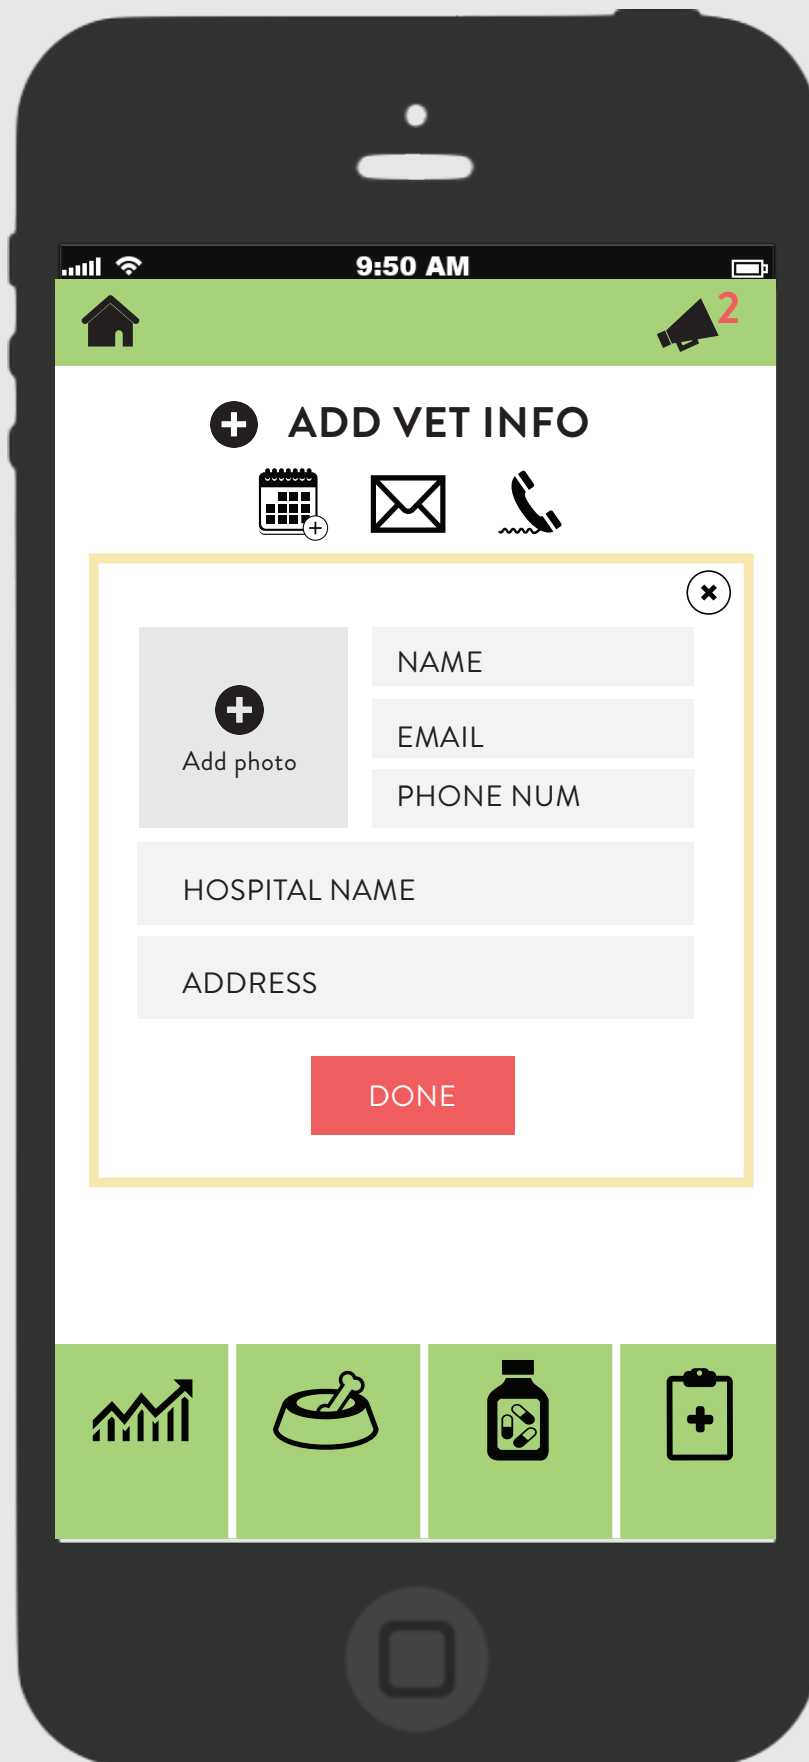 9:50 AM
2
ADD VET INFO
NAME
EMAIL
Add photo
PHONE NUM
HOSPITAL NAME
ADDRESS
DONE